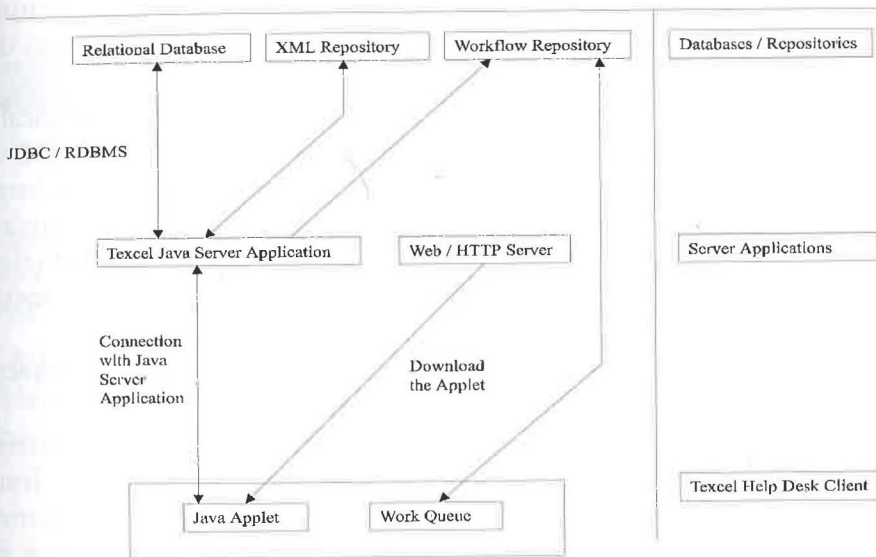 Relational Database
XML Repository
Workflow Repository
Databases / Repositories
JDBC / RDBMS
Texcel Java Server Application
Web / HTTP Server
Server Applications
Connection
with Java
Server
Application
Download
the Applet
Texcel Help Desk Client
Java Applet
Work Queue